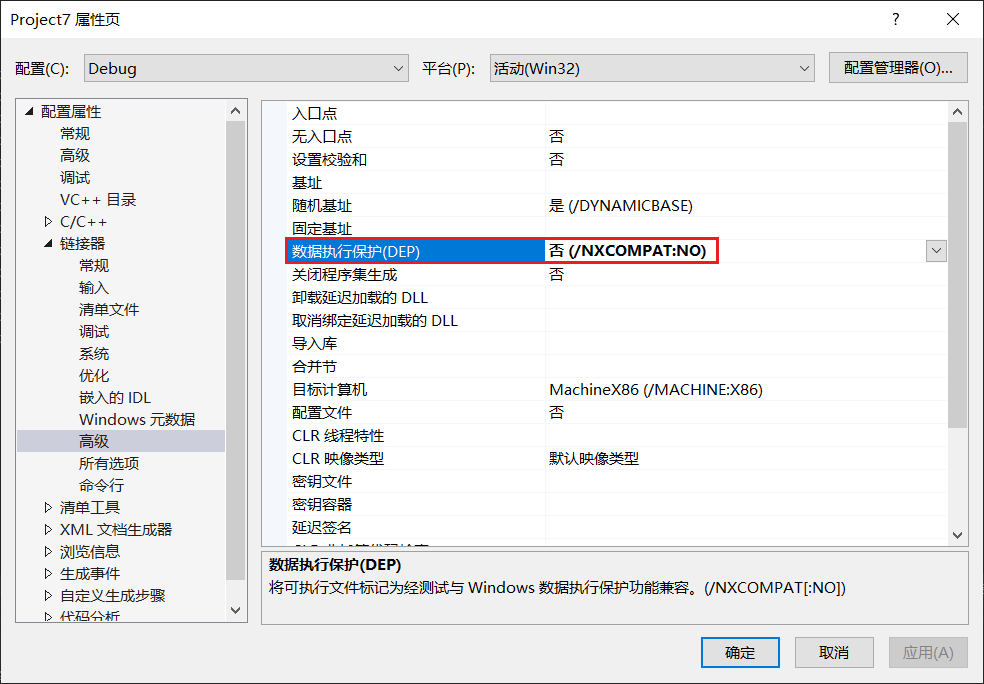 Project7 属性页
?
配置(C):
Debug
平台(P):
活动(Win32)
配置管理器(O)...
配置属性
常规
高级
调试
VC++ 目录
C/C++
链接器
常规
输入
清单文件
调试
系统
优化
嵌入的 IDL
Windows 元数据
高级
所有选项
命令行
清单工具
XML 文档生成器
浏览信息
生成事件
自定义生成步骤
代码分析
入口点
无入口点 否
设置校验和 否
基址
随机基址 是 (/DYNAMICBASE)
固定基址
数据执行保护(DEP) 否 (/NXCOMPAT:NO)
关闭程序集生成 否
卸载延迟加载的 DLL
取消绑定延迟加载的 DLL
导入库
合并节
目标计算机 MachineX86 (/MACHINE:X86)
配置文件 否
CLR 线程特性
CLR 映像类型 默认映像类型
密钥文件
密钥容器
延迟签名
数据执行保护(DEP)
将可执行文件标记为经测试与 Windows 数据执行保护功能兼容。(/NXCOMPAT[:NO])
确定
取消
应用(A)